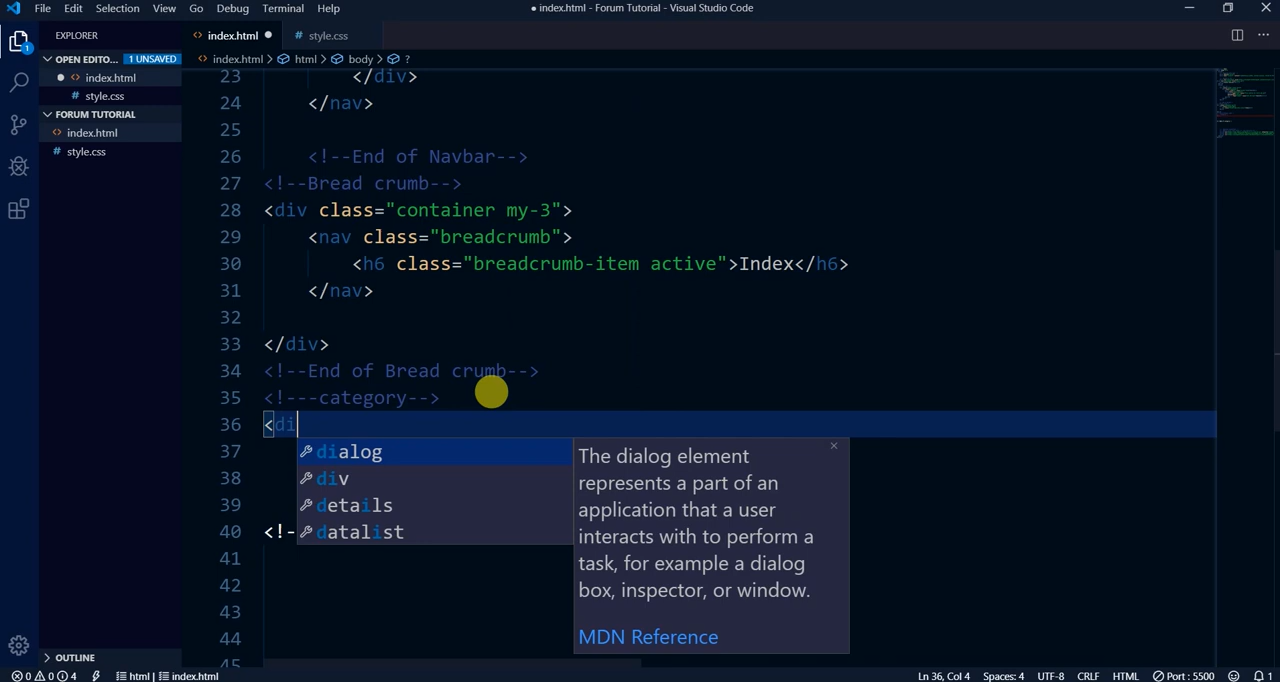 File Edit Selection View Go Debug Terminal Help
● index.html - Forum Tutorial - Visual Studio Code
EXPLORER
OPEN EDITO... 1 UNSAVED
index.html
style.css
FORUM TUTORIAL
index.html
style.css
OUTLINE
1
index.html
style.css
index.html > html > body > ?
23 </div>
24 </nav>
25
26 <!--End of Navbar-->
27 <!--Bread crumb-->
28 <div class="container my-3">
29 <nav class="breadcrumb">
30 <h6 class="breadcrumb-item active">Index</h6>
31 </nav>
32
33 </div>
34 <!--End of Bread crumb-->
35 <!---category-->
36 <di
37
38
39
40 <!-
41
42
43
44
45
dialog
div
details
datalist
The dialog element
represents a part of an
application that a user
interacts with to perform a
task, for example a dialog
box, inspector, or window.
MDN Reference
0 0 4 html | index.html Ln 36, Col 4 Spaces: 4 UTF-8 CRLF HTML Port : 5500 1